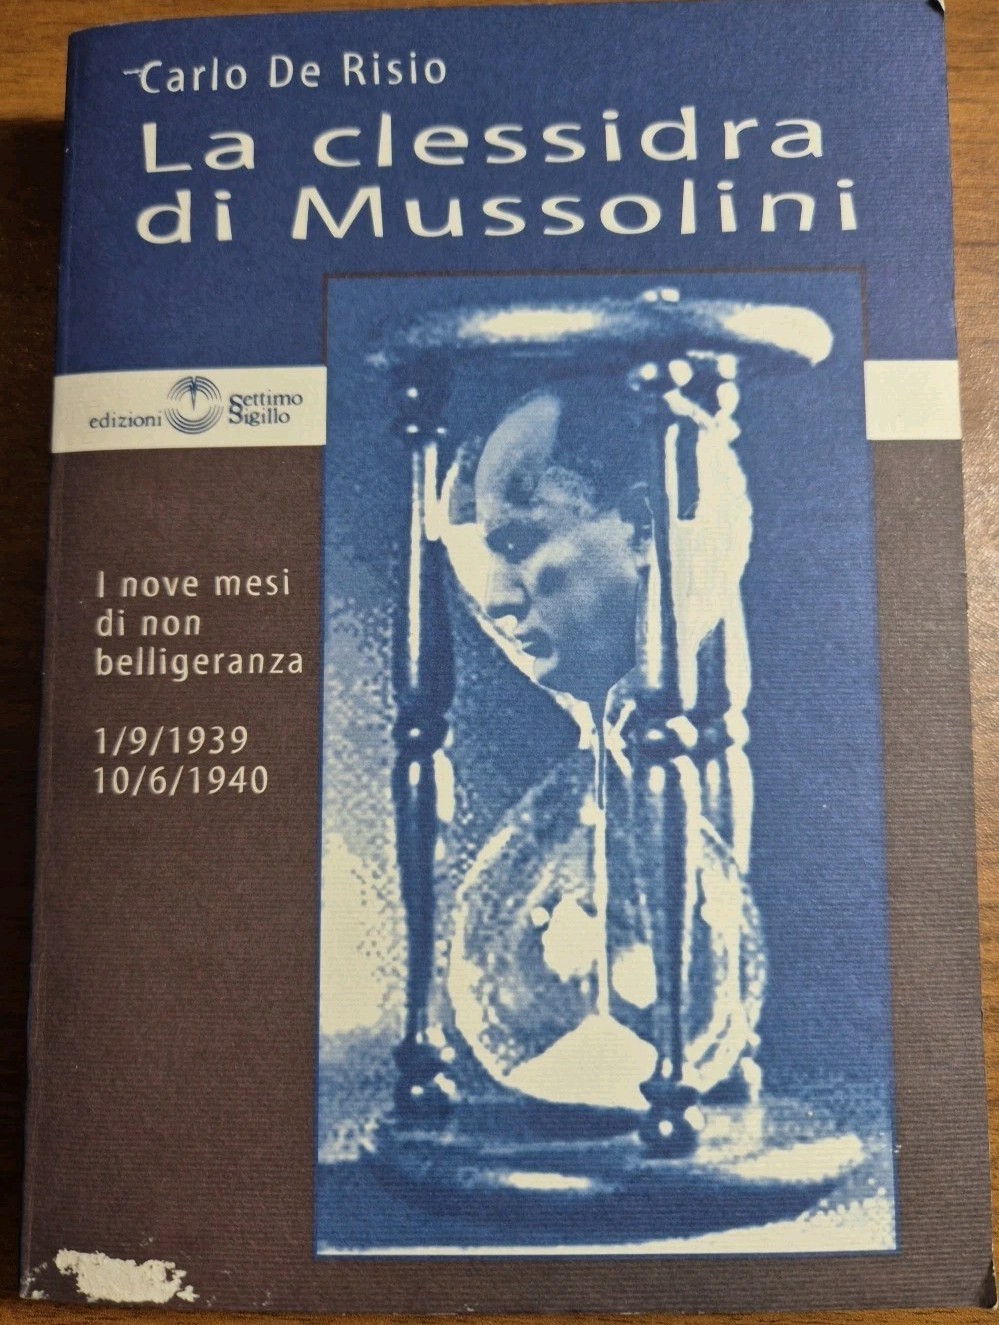 Carlo De Risio
La clessidra
di Mussolini
edizioni Settimo
Sigillo
I nove mesi
di non
belligeranza
1/9/1939
10/6/1940